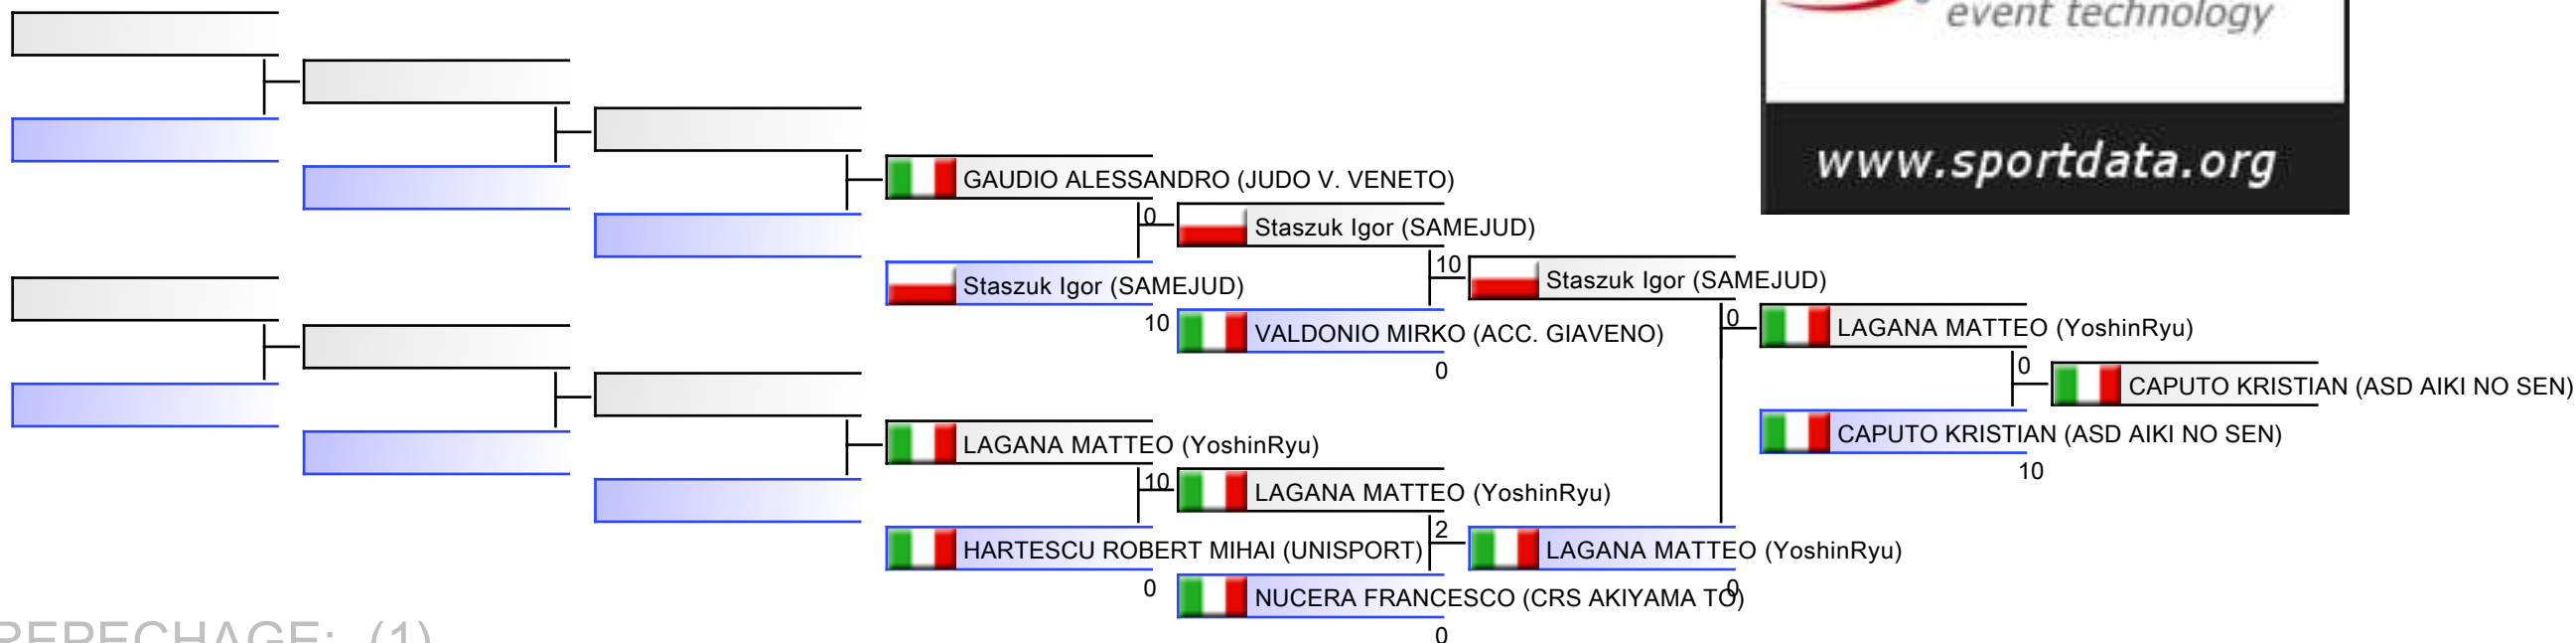 event technology
www.sportdata.org
GAUDIO ALESSANDRO (JUDO V. VENETO)
0
Staszuk Igor (SAMEJUD)
10
Staszuk Igor (SAMEJUD)
Staszuk Igor (SAMEJUD)
10
VALDONIO MIRKO (ACC. GIAVENO)
0
0
LAGANA MATTEO (YoshinRyu)
0
CAPUTO KRISTIAN (ASD AIKI NO SEN)
CAPUTO KRISTIAN (ASD AIKI NO SEN)
10
LAGANA MATTEO (YoshinRyu)
10
LAGANA MATTEO (YoshinRyu)
2
HARTESCU ROBERT MIHAI (UNISPORT)
LAGANA MATTEO (YoshinRyu)
0
0
NUCERA FRANCESCO (CRS AKIYAMA TO)
0
REPECHAGE: (1)